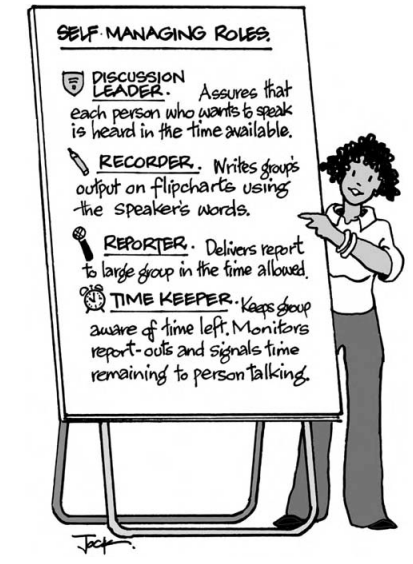 SELF-MANAGING ROLES.
DISCUSSION
LEADER. Assures that
each person who wants to speak
is heard in the time available.
RECORDER. Writes group's
output on flipcharts using
the speaker's words.
REPORTER. Delivers report
to large group in the time allowed.
TIME KEEPER. Keeps group
aware of time left. Monitors
report-outs and signals time
remaining to person talking.
Jock.